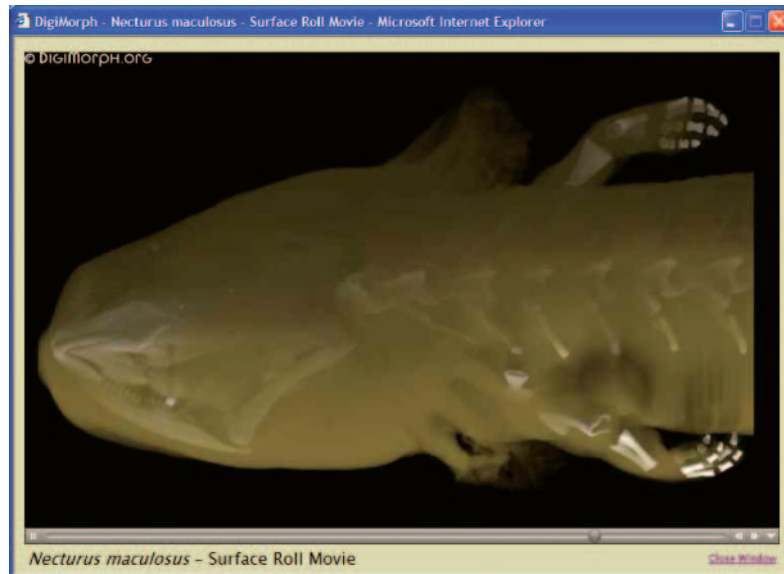 DigiMorph - Necturus maculosus - Surface Roll Movie - Microsoft Internet Explorer
© DIGIMORPH.ORG
Necturus maculosus – Surface Roll Movie
Close Window